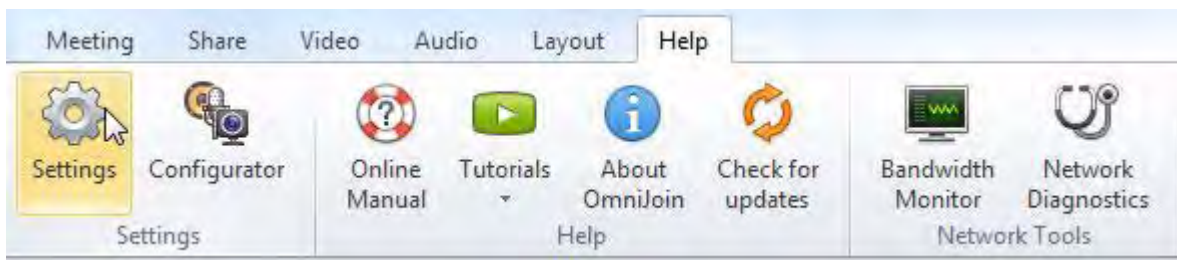 Meeting Share Video Audio Layout Help
Settings Configurator Online Tutorials About Check for Bandwidth Network
Manual OmniJoin updates Monitor Diagnostics
Settings Help Network Tools